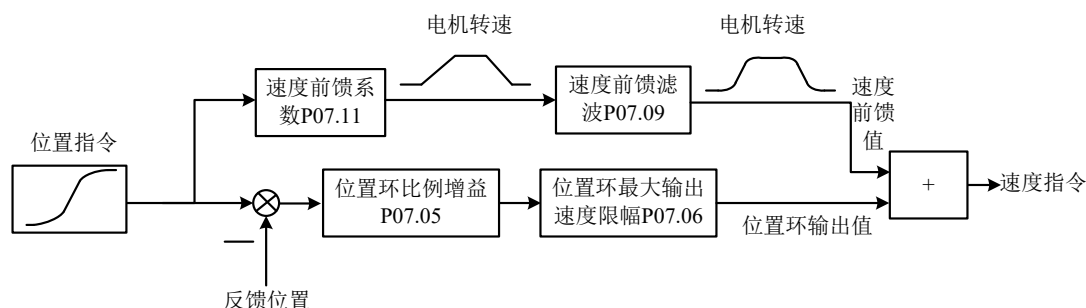 电机转速
电机转速
速度前馈系
数P07.11
速度前馈滤
波P07.09
速度
前馈
值
位置指令
位置环比例增益
P07.05
位置环最大输出
速度限幅P07.06
+
速度指令
位置环输出值
反馈位置